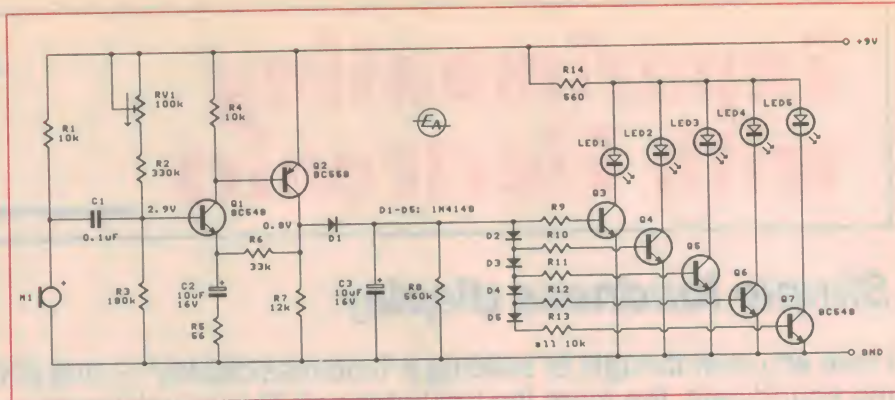 +9V
R1
10k
RV1
100k
R2
330k
R4
10k
R14
560
LED1
LED2
LED3
LED4
LED5
EA
Q2
BC558
C1
0.1uF
2.9V
Q1
BC548
0.8V
D1
D1-D5: 1N4148
R9
Q3
D2
R10
Q4
D3
R11
Q5
D4
R12
Q6
D5
R13
all 10k
Q7
BC548
R6
33k
M1
+
R3
180k
C2
10uF
16V
+
R5
56
R7
12k
C3
10uF
16V
+
R8
560k
GND